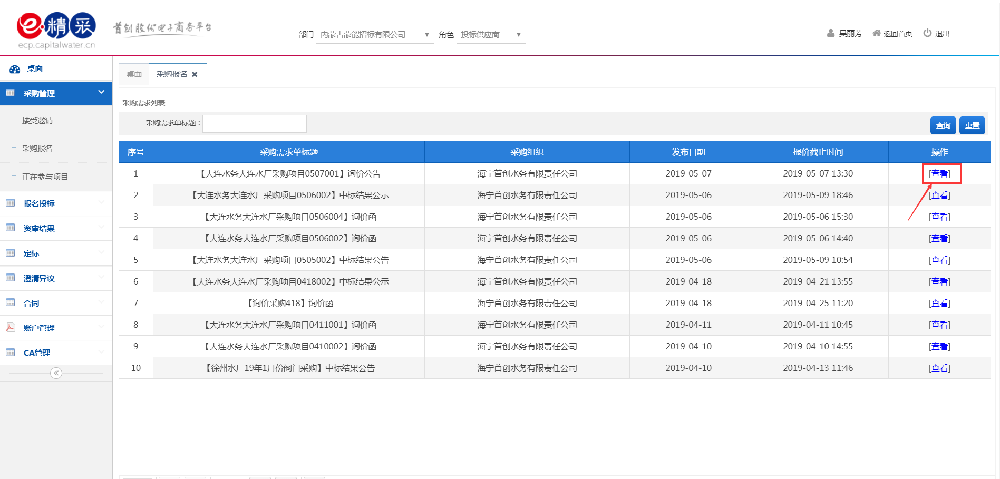 e·精采 首创股份电子商务平台
ecp.capitalwater.cn
部门 内蒙古蒙能招标有限公司 ▼ 角色 投标供应商 ▼
吴丽芳 返回首页 退出
桌面
采购管理
接受邀请
采购报名
正在参与项目
报名投标
资审结果
定标
澄清异议
合同
账户管理
CA管理
桌面 采购报名 ✖
采购需求列表
采购需求单标题： 查询 重置
序号 采购需求单标题 采购组织 发布日期 报价截止时间 操作
1 【大连水务大连水厂采购项目0507001】询价公告 海宁首创水务有限责任公司 2019-05-07 2019-05-07 13:30 [查看]
2 【大连水务大连水厂采购项目0506002】中标结果公示 海宁首创水务有限责任公司 2019-05-06 2019-05-09 18:46 [查看]
3 【大连水务大连水厂采购项目0506004】询价函 海宁首创水务有限责任公司 2019-05-06 2019-05-06 15:30 [查看]
4 【大连水务大连水厂采购项目0506002】询价函 海宁首创水务有限责任公司 2019-05-06 2019-05-06 14:40 [查看]
5 【大连水务大连水厂采购项目0505002】中标结果公告 海宁首创水务有限责任公司 2019-05-06 2019-05-09 10:54 [查看]
6 【大连水务大连水厂采购项目0418002】中标结果公示 海宁首创水务有限责任公司 2019-04-18 2019-04-21 13:55 [查看]
7 【询价采购418】询价函 海宁首创水务有限责任公司 2019-04-18 2019-04-25 11:20 [查看]
8 【大连水务大连水厂采购项目0411001】询价函 海宁首创水务有限责任公司 2019-04-11 2019-04-11 10:45 [查看]
9 【大连水务大连水厂采购项目0410002】询价函 海宁首创水务有限责任公司 2019-04-10 2019-04-10 14:55 [查看]
10 【徐州水厂19年1月份阀门采购】中标结果公告 海宁首创水务有限责任公司 2019-04-10 2019-04-13 11:46 [查看]